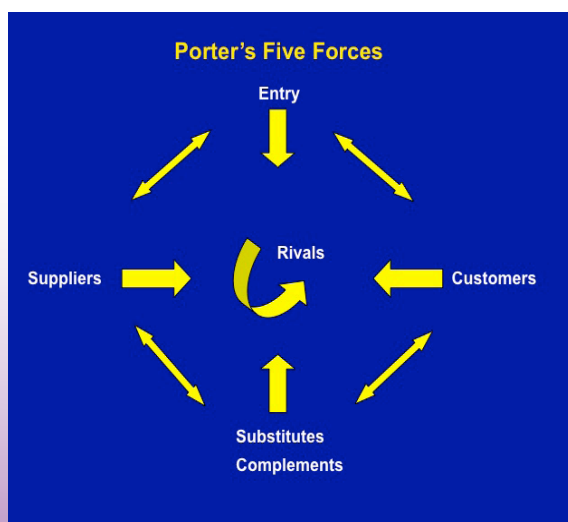 Porter's Five Forces
Entry
Rivals
Suppliers
Customers
Substitutes
Complements